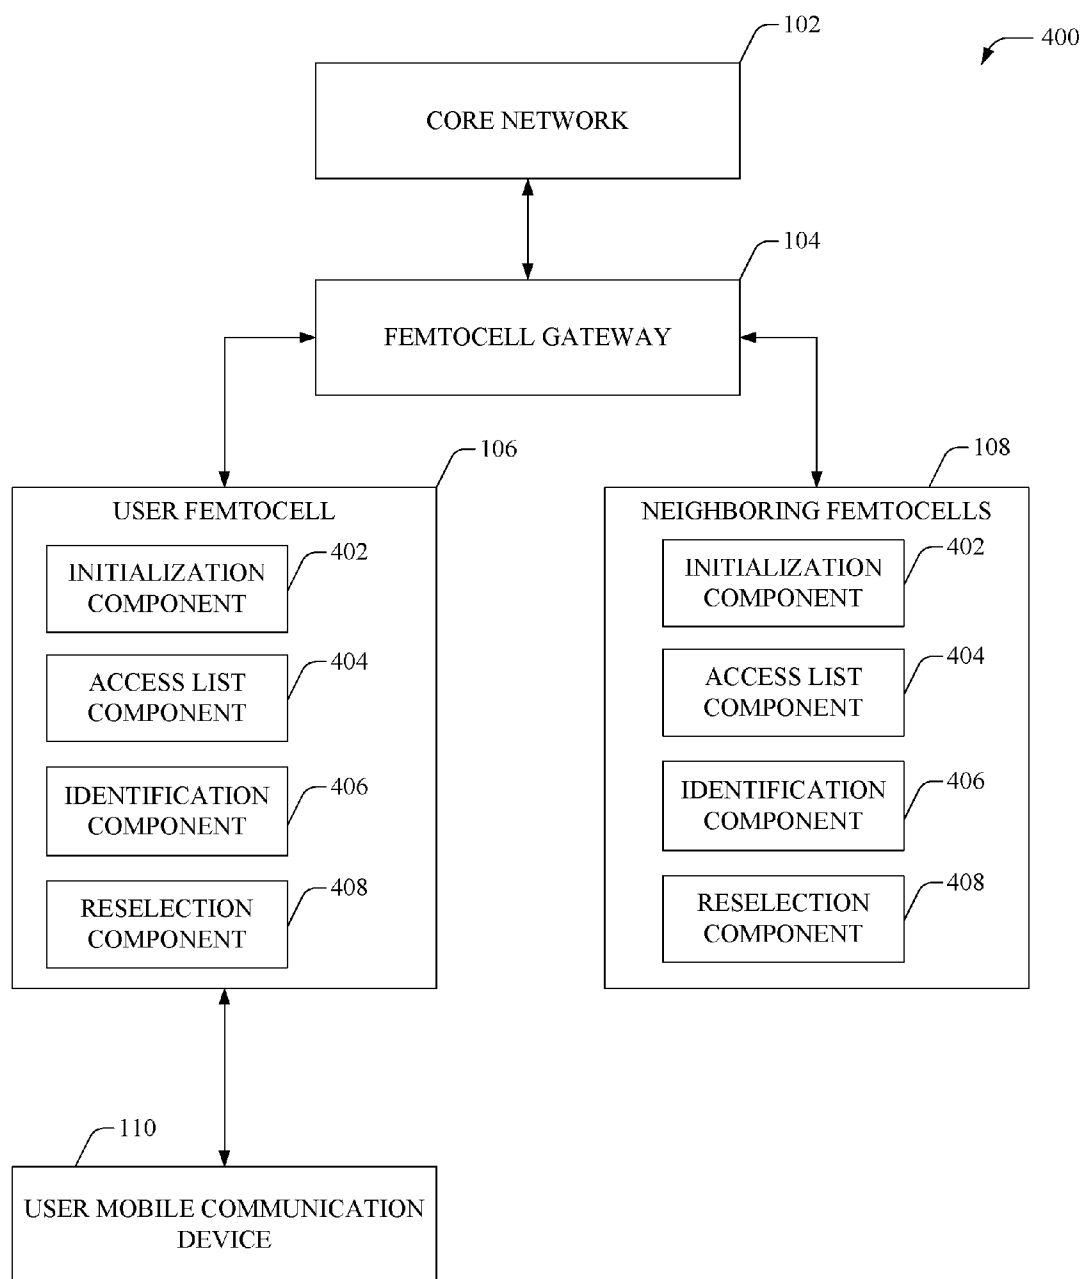 102
400
CORE NETWORK
104
FEMTOCELL GATEWAY
106
108
USER FEMTOCELL
NEIGHBORING FEMTOCELLS
402
INITIALIZATION
COMPONENT
404
ACCESS LIST
COMPONENT
406
IDENTIFICATION
COMPONENT
408
RESELECTION
COMPONENT
402
INITIALIZATION
COMPONENT
404
ACCESS LIST
COMPONENT
406
IDENTIFICATION
COMPONENT
408
RESELECTION
COMPONENT
110
USER MOBILE COMMUNICATION
DEVICE